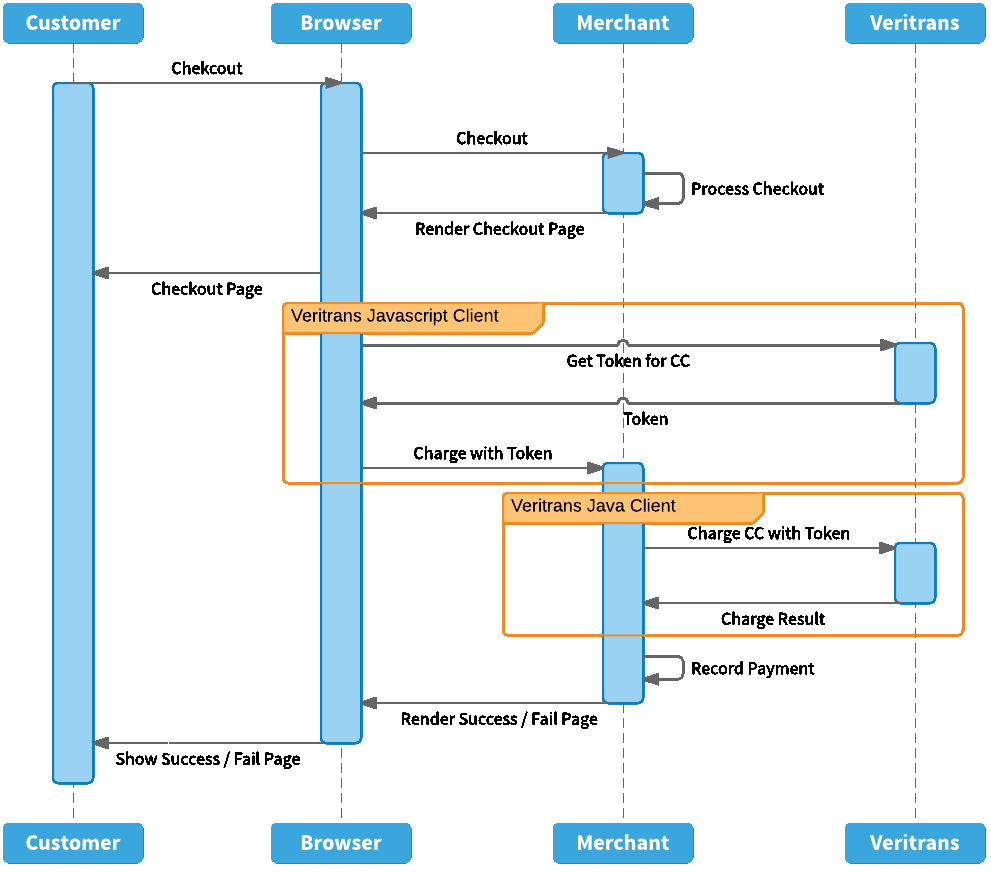 Customer
Browser
Merchant
Veritrans
Chekcout
Checkout
Process Checkout
Render Checkout Page
Checkout Page
Veritrans Javascript Client
Get Token for CC
Token
Charge with Token
Veritrans Java Client
Charge CC with Token
Charge Result
Record Payment
Render Success / Fail Page
Show Success / Fail Page
Customer
Browser
Merchant
Veritrans